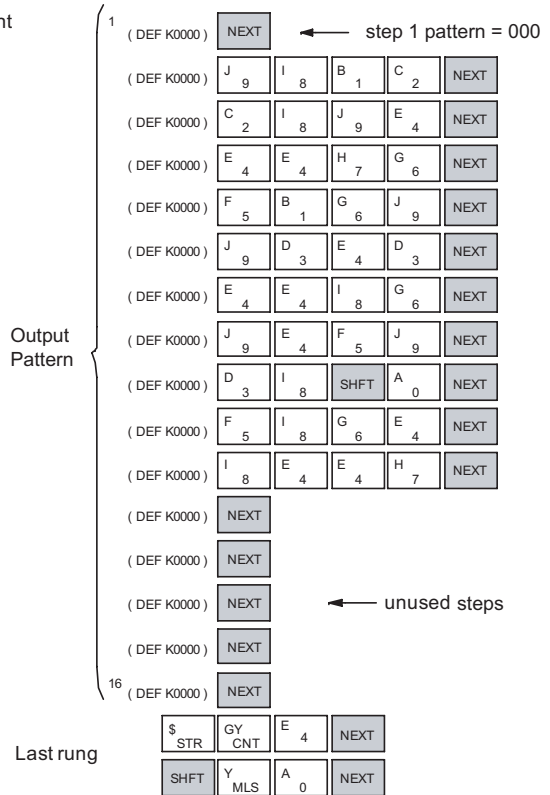 nt
1 ( DEF K0000 ) NEXT step 1 pattern = 000
( DEF K0000 ) J 9 I 8 B 1 C 2 NEXT
( DEF K0000 ) C 2 I 8 J 9 E 4 NEXT
( DEF K0000 ) E 4 E 4 H 7 G 6 NEXT
( DEF K0000 ) F 5 B 1 G 6 J 9 NEXT
( DEF K0000 ) J 9 D 3 E 4 D 3 NEXT
( DEF K0000 ) E 4 E 4 I 8 G 6 NEXT
Output
Pattern
( DEF K0000 ) J 9 E 4 F 5 J 9 NEXT
( DEF K0000 ) D 3 I 8 SHFT A 0 NEXT
( DEF K0000 ) F 5 I 8 G 6 E 4 NEXT
( DEF K0000 ) I 8 E 4 E 4 H 7 NEXT
( DEF K0000 ) NEXT
( DEF K0000 ) NEXT
( DEF K0000 ) NEXT unused steps
( DEF K0000 ) NEXT
16 ( DEF K0000 ) NEXT
Last rung
$ STR GY CNT E 4 NEXT
SHFT Y MLS A 0 NEXT